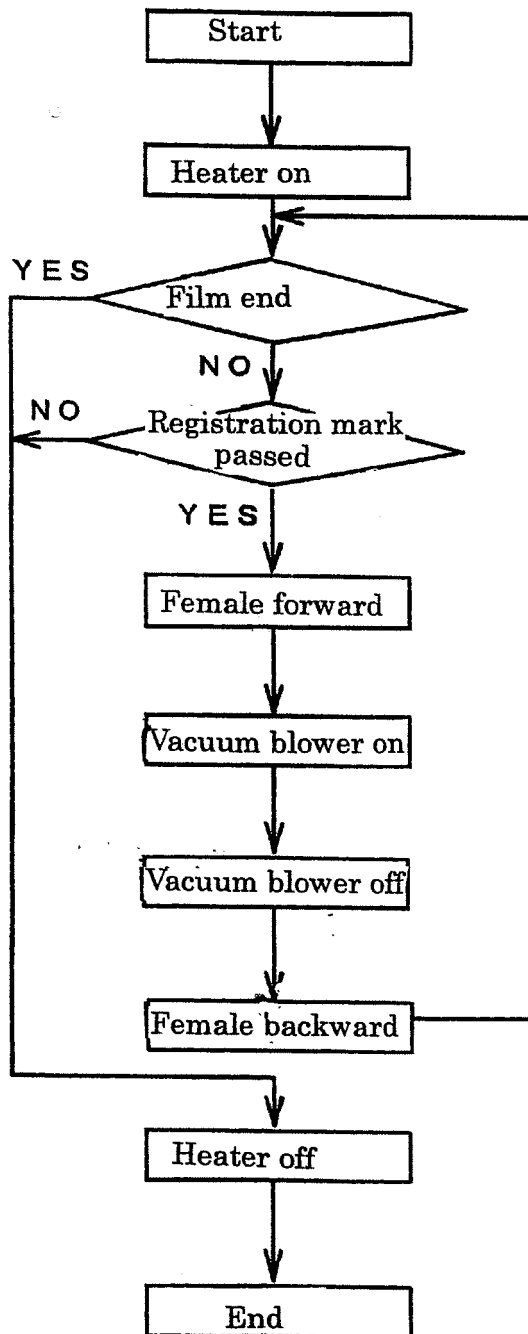 Start
Heater on
YES
Film end
NO
NO
Registration mark
passed
YES
Female forward
Vacuum blower on
Vacuum blower off
Female backward
Heater off
End